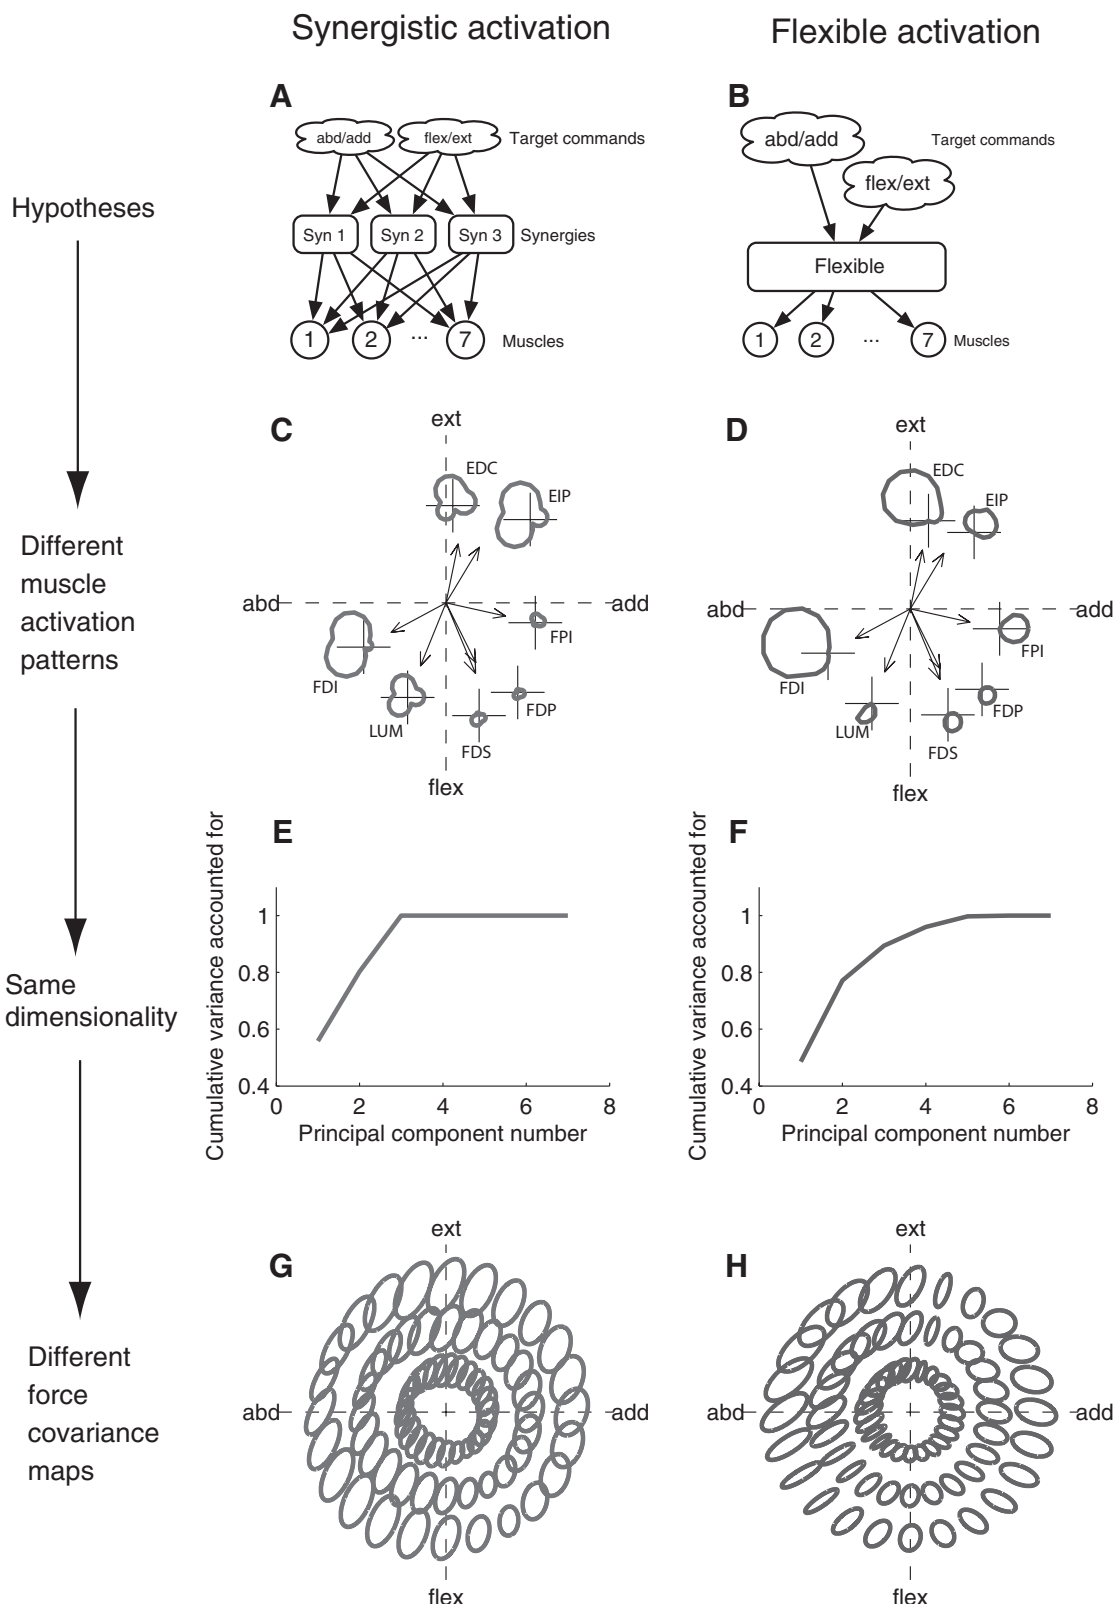 Synergistic activation
Flexible activation
A
abd/add
flex/ext
Target commands
Syn 1
Syn 2
Syn 3
Synergies
1
2
...
7
Muscles
B
abd/add
Target commands
flex/ext
Flexible
1
2
...
7
Muscles
Hypotheses
Different
muscle
activation
patterns
Same
dimensionality
Different
force
covariance
maps
C
ext
EDC
EIP
abd
add
FPI
FDI
FDP
LUM
FDS
flex
D
ext
EDC
EIP
abd
add
FPI
FDI
FDP
LUM
FDS
flex
E
Cumulative variance accounted for
1
0.8
0.6
0.4
0
2
4
6
8
Principal component number
F
Cumulative variance accounted for
1
0.8
0.6
0.4
0
2
4
6
8
Principal component number
G
ext
abd
add
flex
H
ext
abd
add
flex